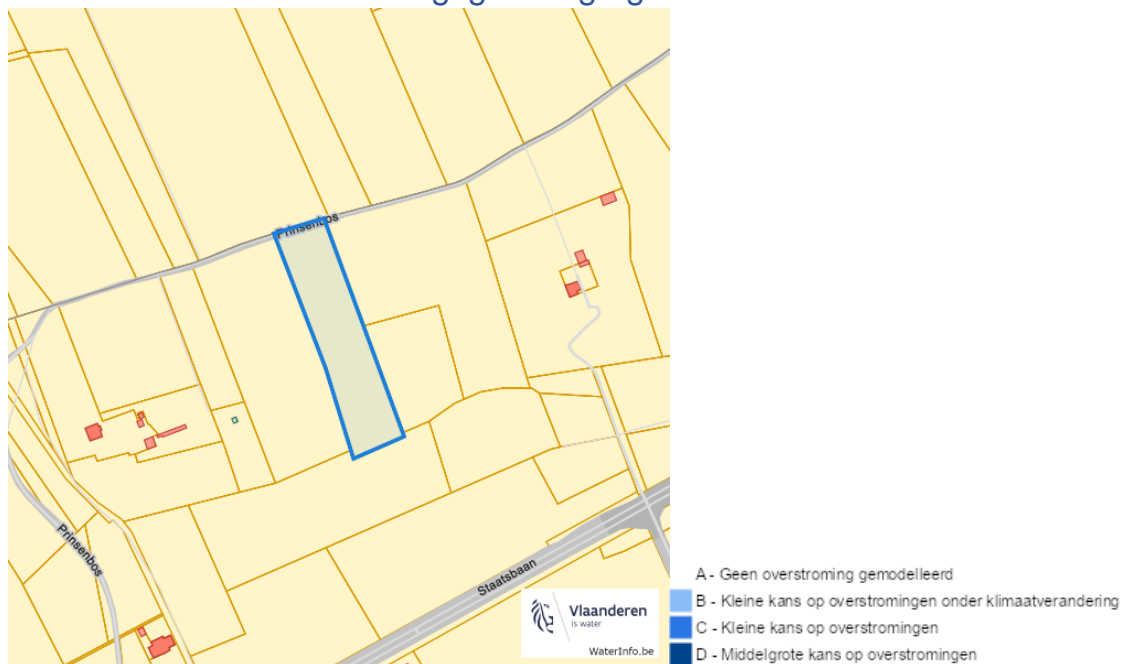 Prinsenbos
Prinsenbos
Staatsbaan
Vlaanderen
is water
WaterInfo.be
A - Geen overstroming gemodelleerd
B - Kleine kans op overstromingen onder klimaatverandering
C - Kleine kans op overstromingen
D - Middelgrote kans op overstromingen